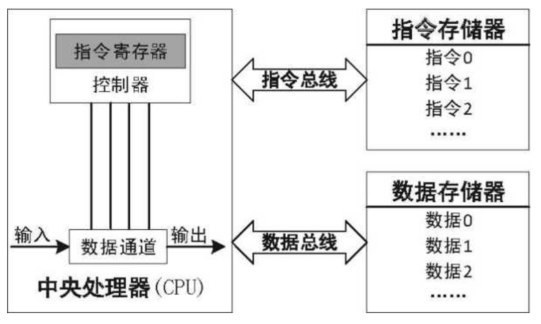 指令寄存器
控制器
输入
数据通道
输出
中央处理器(CPU)
指令总线
数据总线
指令存储器
指令0
指令1
指令2
……
数据存储器
数据0
数据1
数据2
……